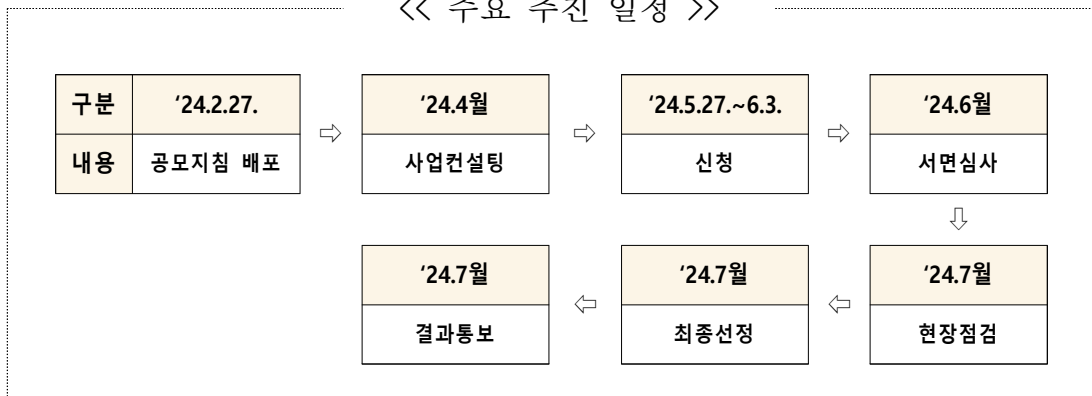 << 주요 추진 일정 >>
구분 '24.2.27. ⇨ '24.4월 ⇨ '24.5.27.~6.3. ⇨ '24.6월
내용 공모지침 배포 사업컨설팅 신청 서면심사
⇩
'24.7월 ⇦ '24.7월 ⇦ '24.7월
결과통보 최종선정 현장점검